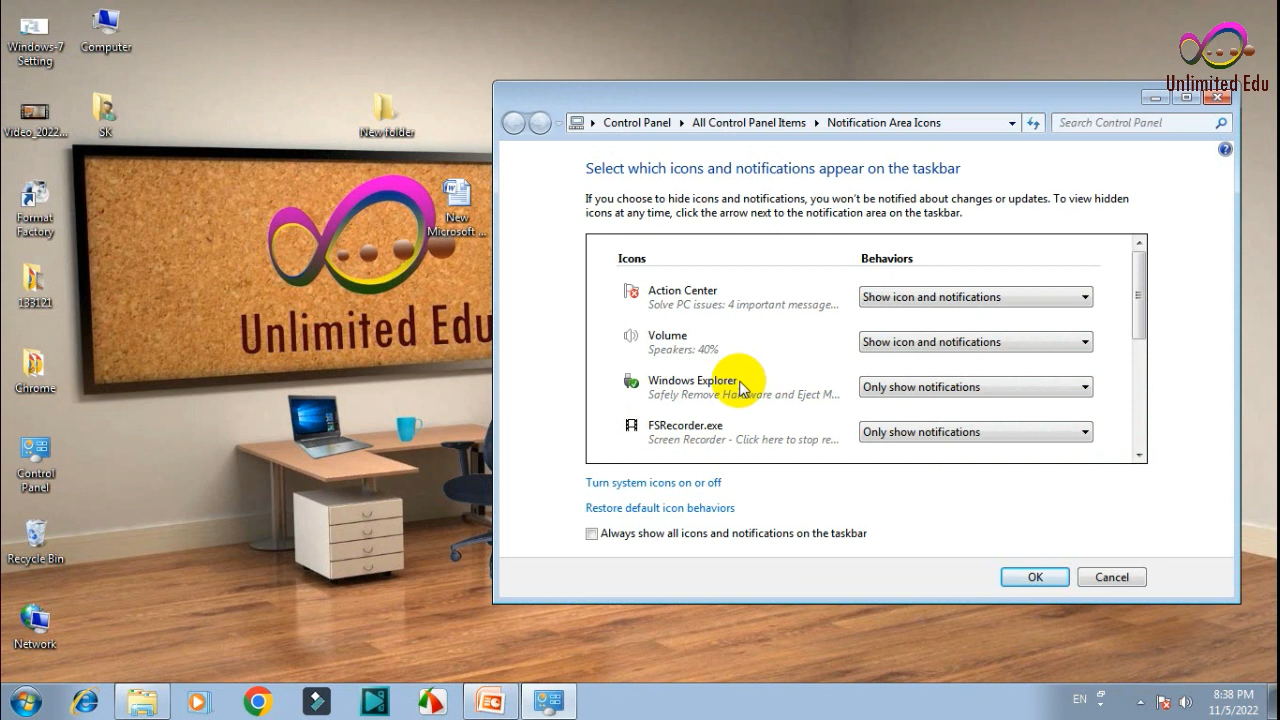 Windows-7
Setting
Computer
Video_2022...
SK
New folder
Format
Factory
New
Microsoft ...
133121
Chrome
Control
Panel
Recycle Bin
Network
Unlimited Edu
Unlimited Edu
Control Panel
All Control Panel Items
Notification Area Icons
Search Control Panel
Select which icons and notifications appear on the taskbar
If you choose to hide icons and notifications, you won't be notified about changes or updates. To view hidden
icons at any time, click the arrow next to the notification area on the taskbar.
Icons
Behaviors
Action Center
Solve PC issues: 4 important message...
Show icon and notifications
Volume
Speakers: 40%
Show icon and notifications
Windows Explorer
Safely Remove Hardware and Eject M...
Only show notifications
FSRecorder.exe
Screen Recorder - Click here to stop re...
Only show notifications
Turn system icons on or off
Restore default icon behaviors
Always show all icons and notifications on the taskbar
OK
Cancel
EN
8:38 PM
11/5/2022